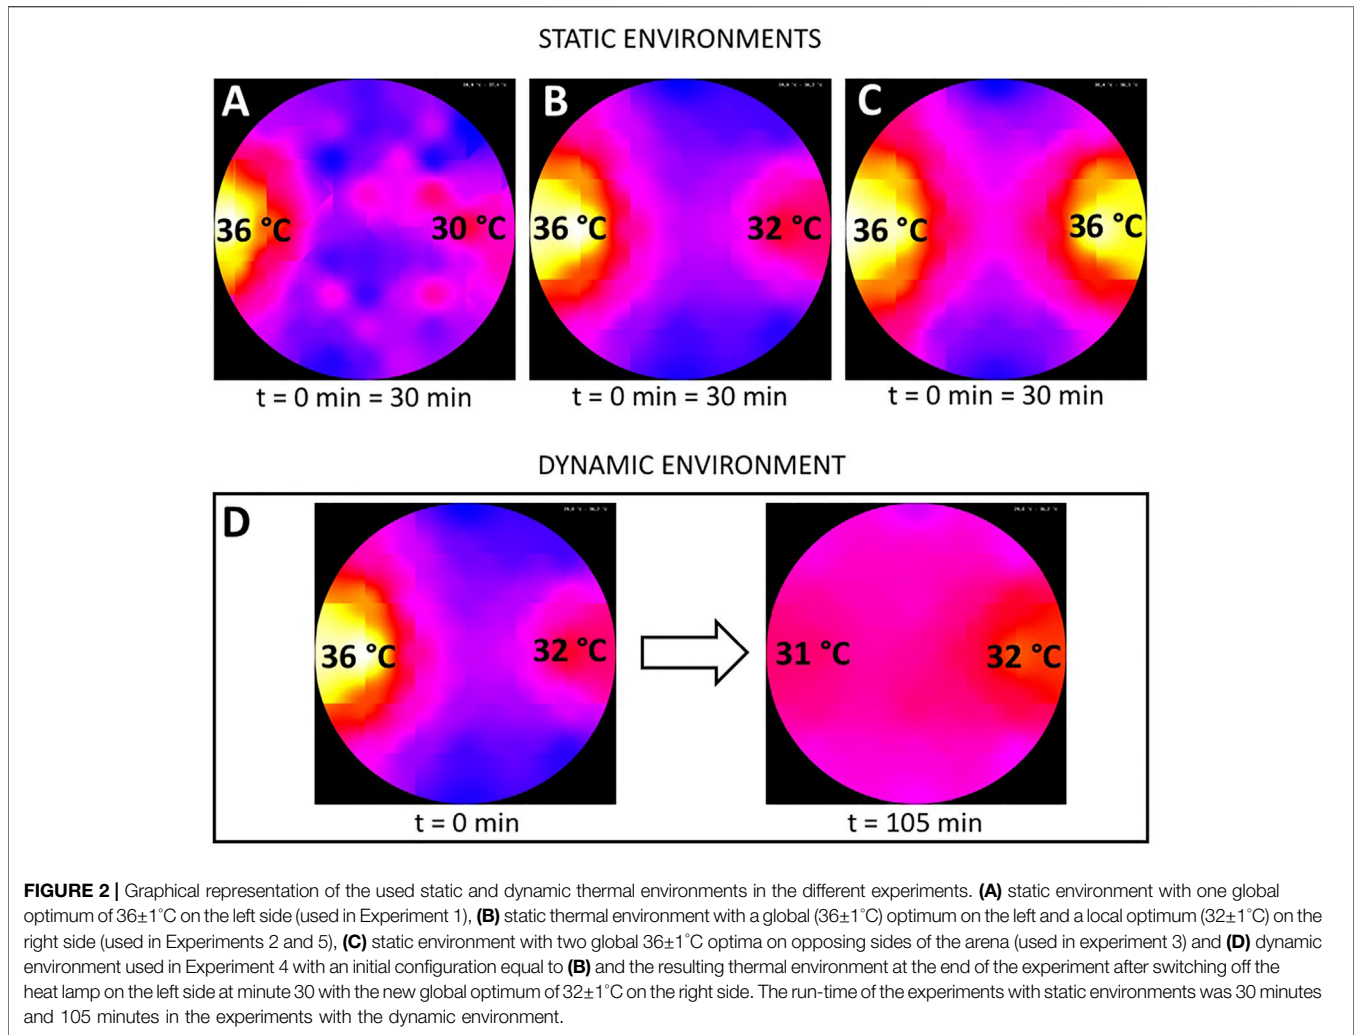 STATIC ENVIRONMENTS
A
B
C
36 °C
30 °C
36 °C
32 °C
36 °C
36 °C
t = 0 min = 30 min
t = 0 min = 30 min
t = 0 min = 30 min
DYNAMIC ENVIRONMENT
D
36 °C
32 °C
31 °C
32 °C
t = 0 min
t = 105 min
FIGURE 2 | Graphical representation of the used static and dynamic thermal environments in the different experiments. (A) static environment with one global
optimum of 36±1°C on the left side (used in Experiment 1), (B) static thermal environment with a global (36±1°C) optimum on the left and a local optimum (32±1°C) on the
right side (used in Experiments 2 and 5), (C) static environment with two global 36±1°C optima on opposing sides of the arena (used in experiment 3) and (D) dynamic
environment used in Experiment 4 with an initial configuration equal to (B) and the resulting thermal environment at the end of the experiment after switching off the
heat lamp on the left side at minute 30 with the new global optimum of 32±1°C on the right side. The run-time of the experiments with static environments was 30 minutes
and 105 minutes in the experiments with the dynamic environment.